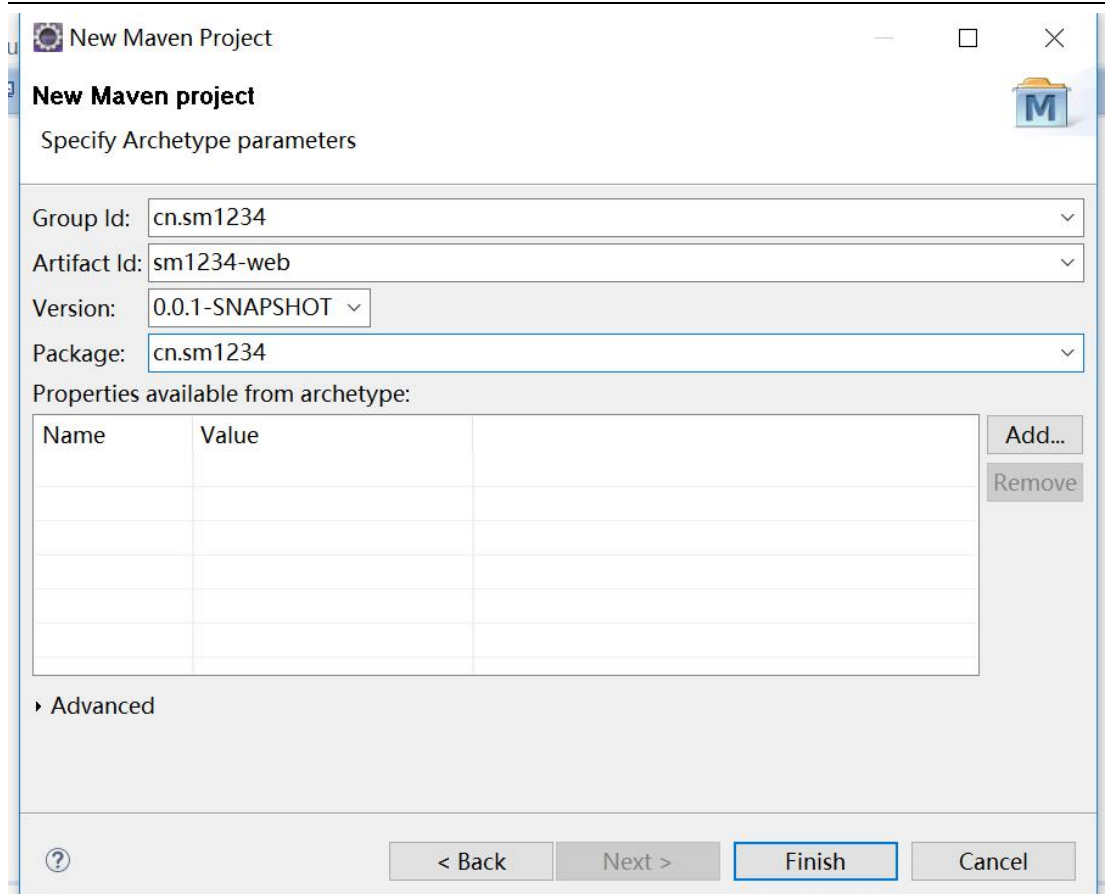 New Maven Project
New Maven project
Specify Archetype parameters
Group Id: cn.sm1234
Artifact Id: sm1234-web
Version: 0.0.1-SNAPSHOT
Package: cn.sm1234
Properties available from archetype:
Name Value
Add...
Remove
Advanced
< Back Next > Finish Cancel